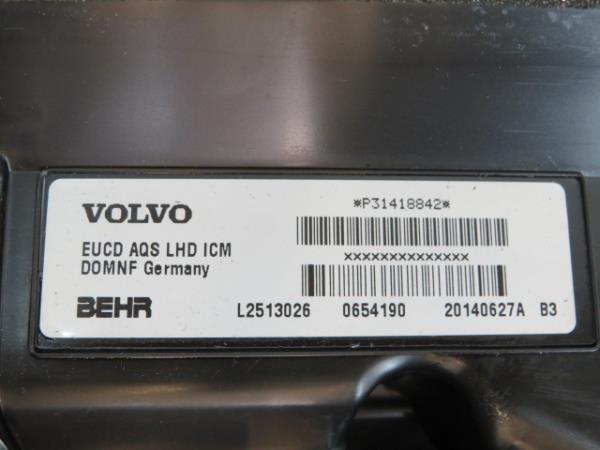 VOLVO
*P31418842*
EUCD AQS LHD ICM
DOMNF Germany
XXXXXXXXXXXXXX
BEHR
L2513026 0654190 20140627A B3